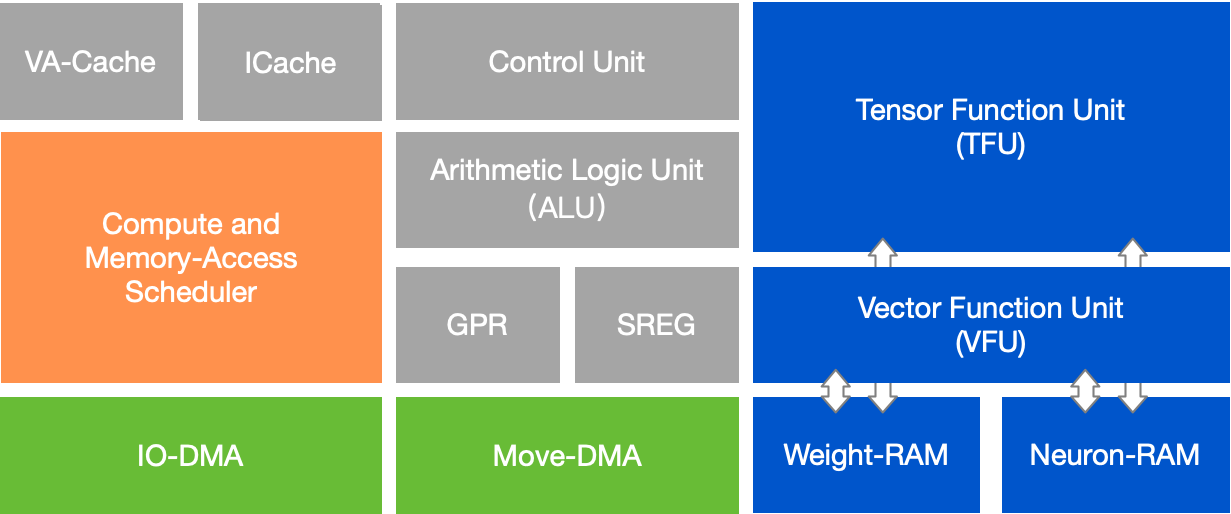 VA-Cache
ICache
Control Unit
Tensor Function Unit
(TFU)
Arithmetic Logic Unit
(ALU)
Compute and
Memory-Access
Scheduler
GPR
SREG
Vector Function Unit
(VFU)
IO-DMA
Move-DMA
Weight-RAM
Neuron-RAM